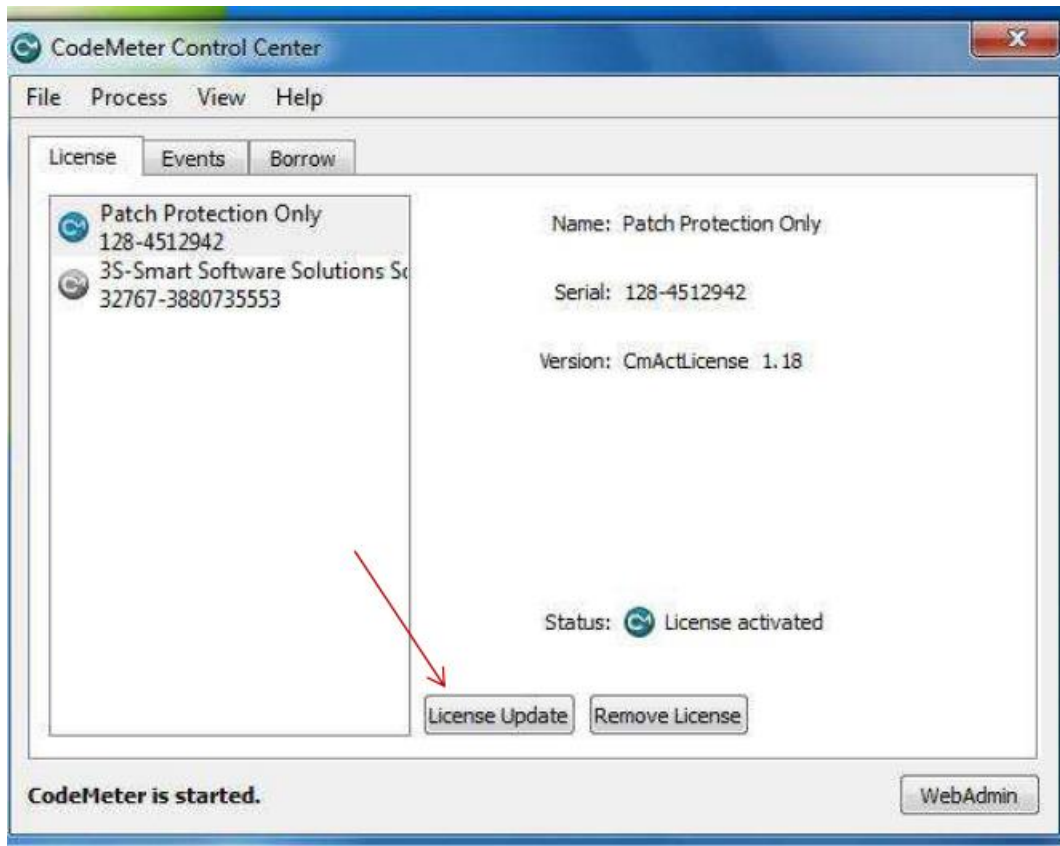 CodeMeter Control Center
File Process View Help
License Events Borrow
Patch Protection Only
128-4512942
3S-Smart Software Solutions
32767-3880735553
Name: Patch Protection Only
Serial: 128-4512942
Version: CmActLicense 1.18
Status: License activated
License Update Remove License
CodeMeter is started.
WebAdmin